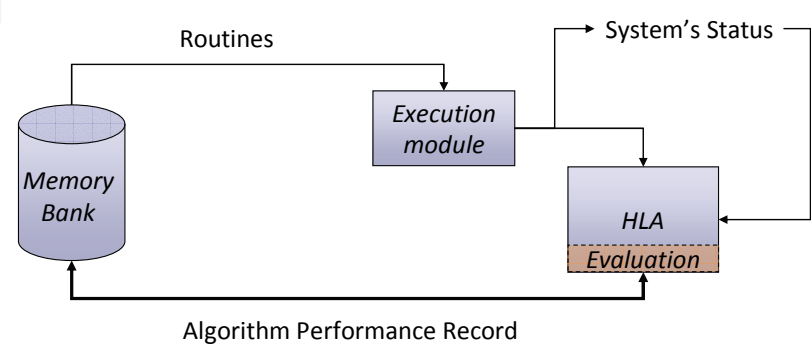 Routines
System's Status
Execution
module
Memory
Bank
HLA
Evaluation
Algorithm Performance Record